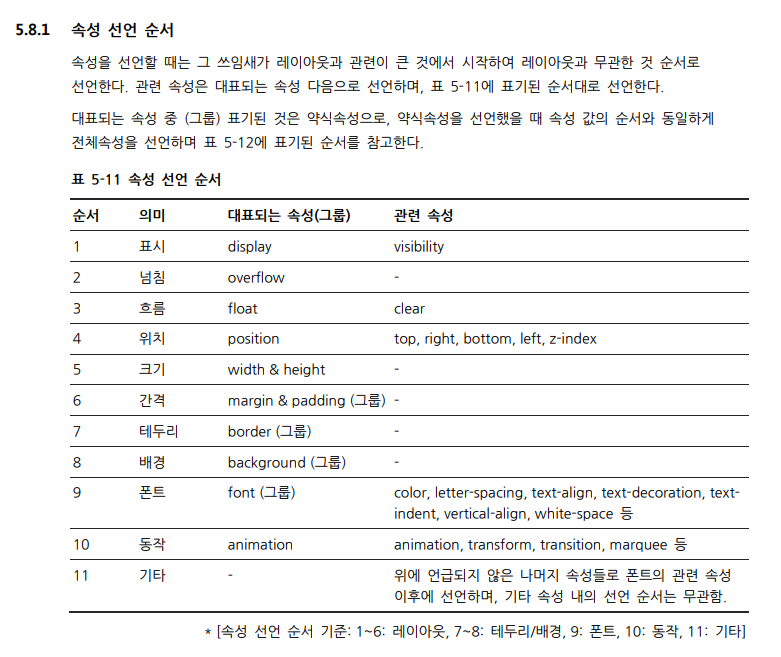 5.8.1 속성 선언 순서
속성을 선언할 때는 그 쓰임새가 레이아웃과 관련이 큰 것에서 시작하여 레이아웃과 무관한 것 순서로
선언한다. 관련 속성은 대표되는 속성 다음으로 선언하며, 표 5-11에 표기된 순서대로 선언한다.
대표되는 속성 중 (그룹) 표기된 것은 약식속성으로, 약식속성을 선언했을 때 속성 값의 순서와 동일하게
전체속성을 선언하며 표 5-12에 표기된 순서를 참고한다.
표 5-11 속성 선언 순서
순서 의미 대표되는 속성(그룹) 관련 속성
1 표시 display visibility
2 넘침 overflow -
3 흐름 float clear
4 위치 position top, right, bottom, left, z-index
5 크기 width & height -
6 간격 margin & padding (그룹) -
7 테두리 border (그룹) -
8 배경 background (그룹) -
9 폰트 font (그룹) color, letter-spacing, text-align, text-decoration, text-
indent, vertical-align, white-space 등
10 동작 animation animation, transform, transition, marquee 등
11 기타 - 위에 언급되지 않은 나머지 속성들로 폰트의 관련 속성
이후에 선언하며, 기타 속성 내의 선언 순서는 무관함.
* [속성 선언 순서 기준: 1~6: 레이아웃, 7~8: 테두리/배경, 9: 폰트, 10: 동작, 11: 기타]